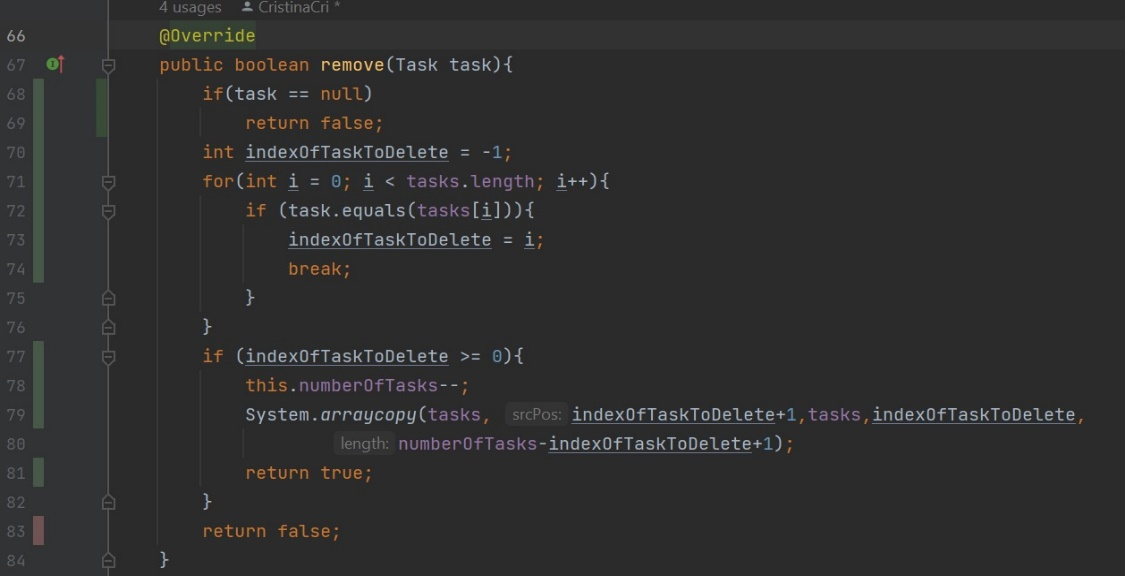 4 usages CristinaCri *
66 @Override
67 public boolean remove(Task task){
68 if(task == null)
69 return false;
70 int indexOfTaskToDelete = -1;
71 for(int i = 0; i < tasks.length; i++){
72 if (task.equals(tasks[i])){
73 indexOfTaskToDelete = i;
74 break;
75 }
76 }
77 if (indexOfTaskToDelete >= 0){
78 this.numberOfTasks--;
79 System.arraycopy(tasks, srcPos: indexOfTaskToDelete+1,tasks,indexOfTaskToDelete,
80 length: numberOfTasks-indexOfTaskToDelete+1);
81 return true;
82 }
83 return false;
84 }